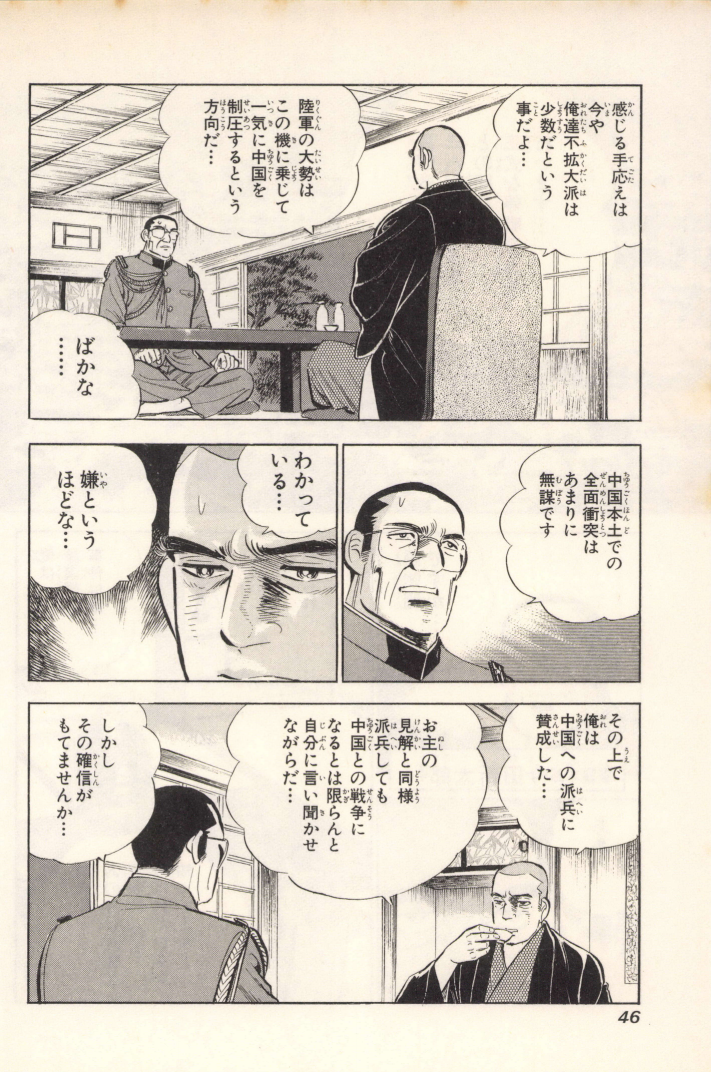 感じる手応えは
今や
俺達不拡大派は
少数だという
事だよ…
陸軍の大勢は
この機に乗じて
一気に中国を
制圧するという
方向だ…
ばかな
……
中国本土での
全面衝突は
あまりに
無謀です
わかって
いる…
嫌という
ほどな…
その上で
俺は
中国への派兵に
賛成した…
お主の
見解と同様
派兵しても
中国との戦争に
なるとは限らんと
自分に言い聞かせ
ながらだ…
しかし
その確信が
もてませんか…
46